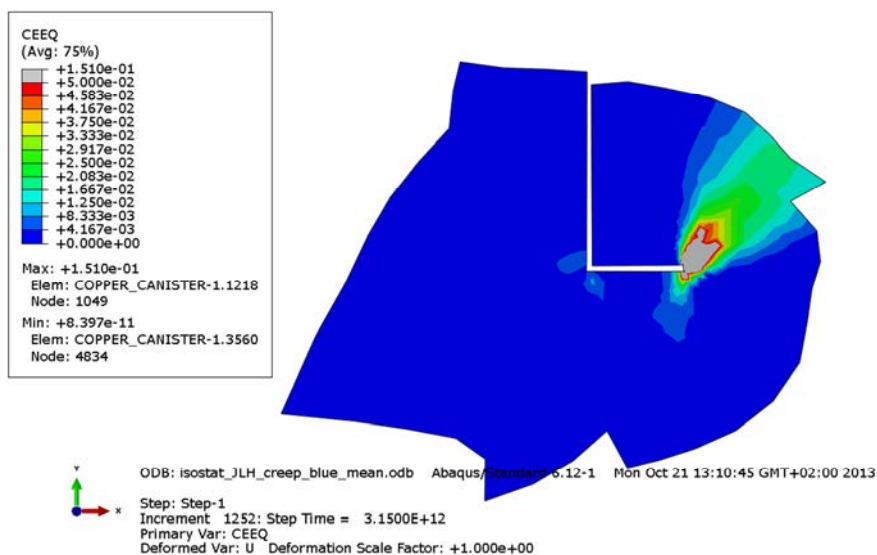 CEEQ
(Avg: 75%)
+1.510e-01
+5.000e-02
+4.583e-02
+4.167e-02
+3.750e-02
+3.333e-02
+2.917e-02
+2.500e-02
+2.083e-02
+1.667e-02
+1.250e-02
+8.333e-03
+4.167e-03
+0.000e+00
Max: +1.510e-01
Elem: COPPER_CANISTER-1.1218
Node: 1049
Min: +8.397e-11
Elem: COPPER_CANISTER-1.3560
Node: 4834
Y
X
ODB: isostat_JLH_creep_blue_mean.odb Abaqus/Standard 6.12-1 Mon Oct 21 13:10:45 GMT+02:00 2013
Step: Step-1
Increment 1252: Step Time = 3.1500E+12
Primary Var: CEEQ
Deformed Var: U Deformation Scale Factor: +1.000e+00